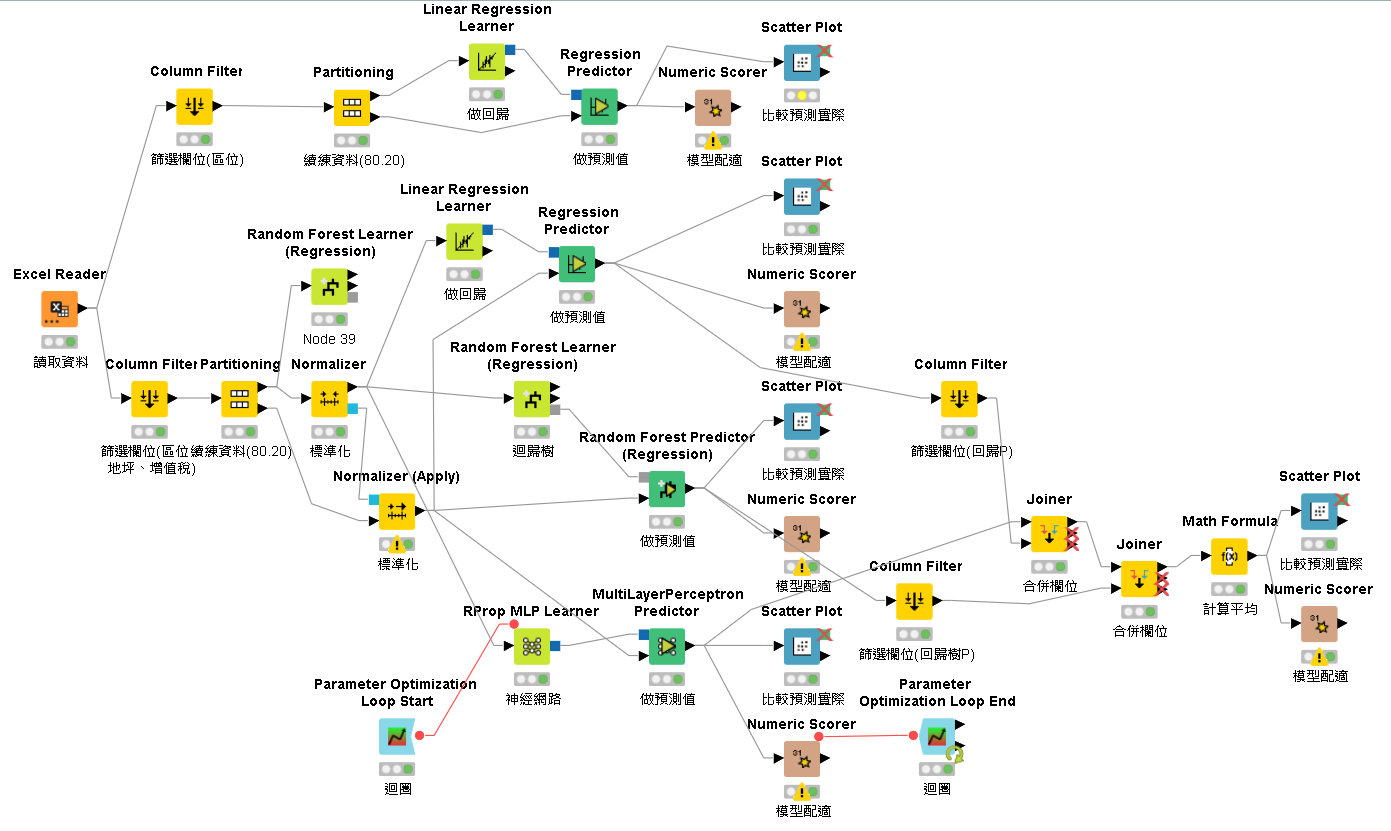 Linear Regression
Learner
做回歸
Scatter Plot
比較預測實際
Column Filter
篩選欄位(區位)
Partitioning
續練資料(80.20)
Regression
Predictor
做預測值
Numeric Scorer
S1
模型配適
Scatter Plot
比較預測實際
Linear Regression
Learner
做回歸
Regression
Predictor
做預測值
Random Forest Learner
(Regression)
Node 39
Excel Reader
X
讀取資料
Numeric Scorer
S1
模型配適
Column Filter
篩選欄位(區位
地坪、增值稅)
Partitioning
續練資料(80.20)
Normalizer
標準化
Random Forest Learner
(Regression)
迴歸樹
Column Filter
篩選欄位(回歸P)
Scatter Plot
比較預測實際
Random Forest Predictor
(Regression)
做預測值
Normalizer (Apply)
標準化
Numeric Scorer
S1
模型配適
Joiner
合併欄位
Joiner
合併欄位
Math Formula
f(x)
計算平均
Scatter Plot
比較預測實際
Column Filter
篩選欄位(回歸樹P)
Numeric Scorer
S1
模型配適
RProp MLP Learner
神經網路
MultiLayerPerceptron
Predictor
做預測值
Scatter Plot
比較預測實際
Parameter Optimization
Loop Start
迴圈
Numeric Scorer
S1
模型配適
Parameter
Optimization Loop End
迴圈